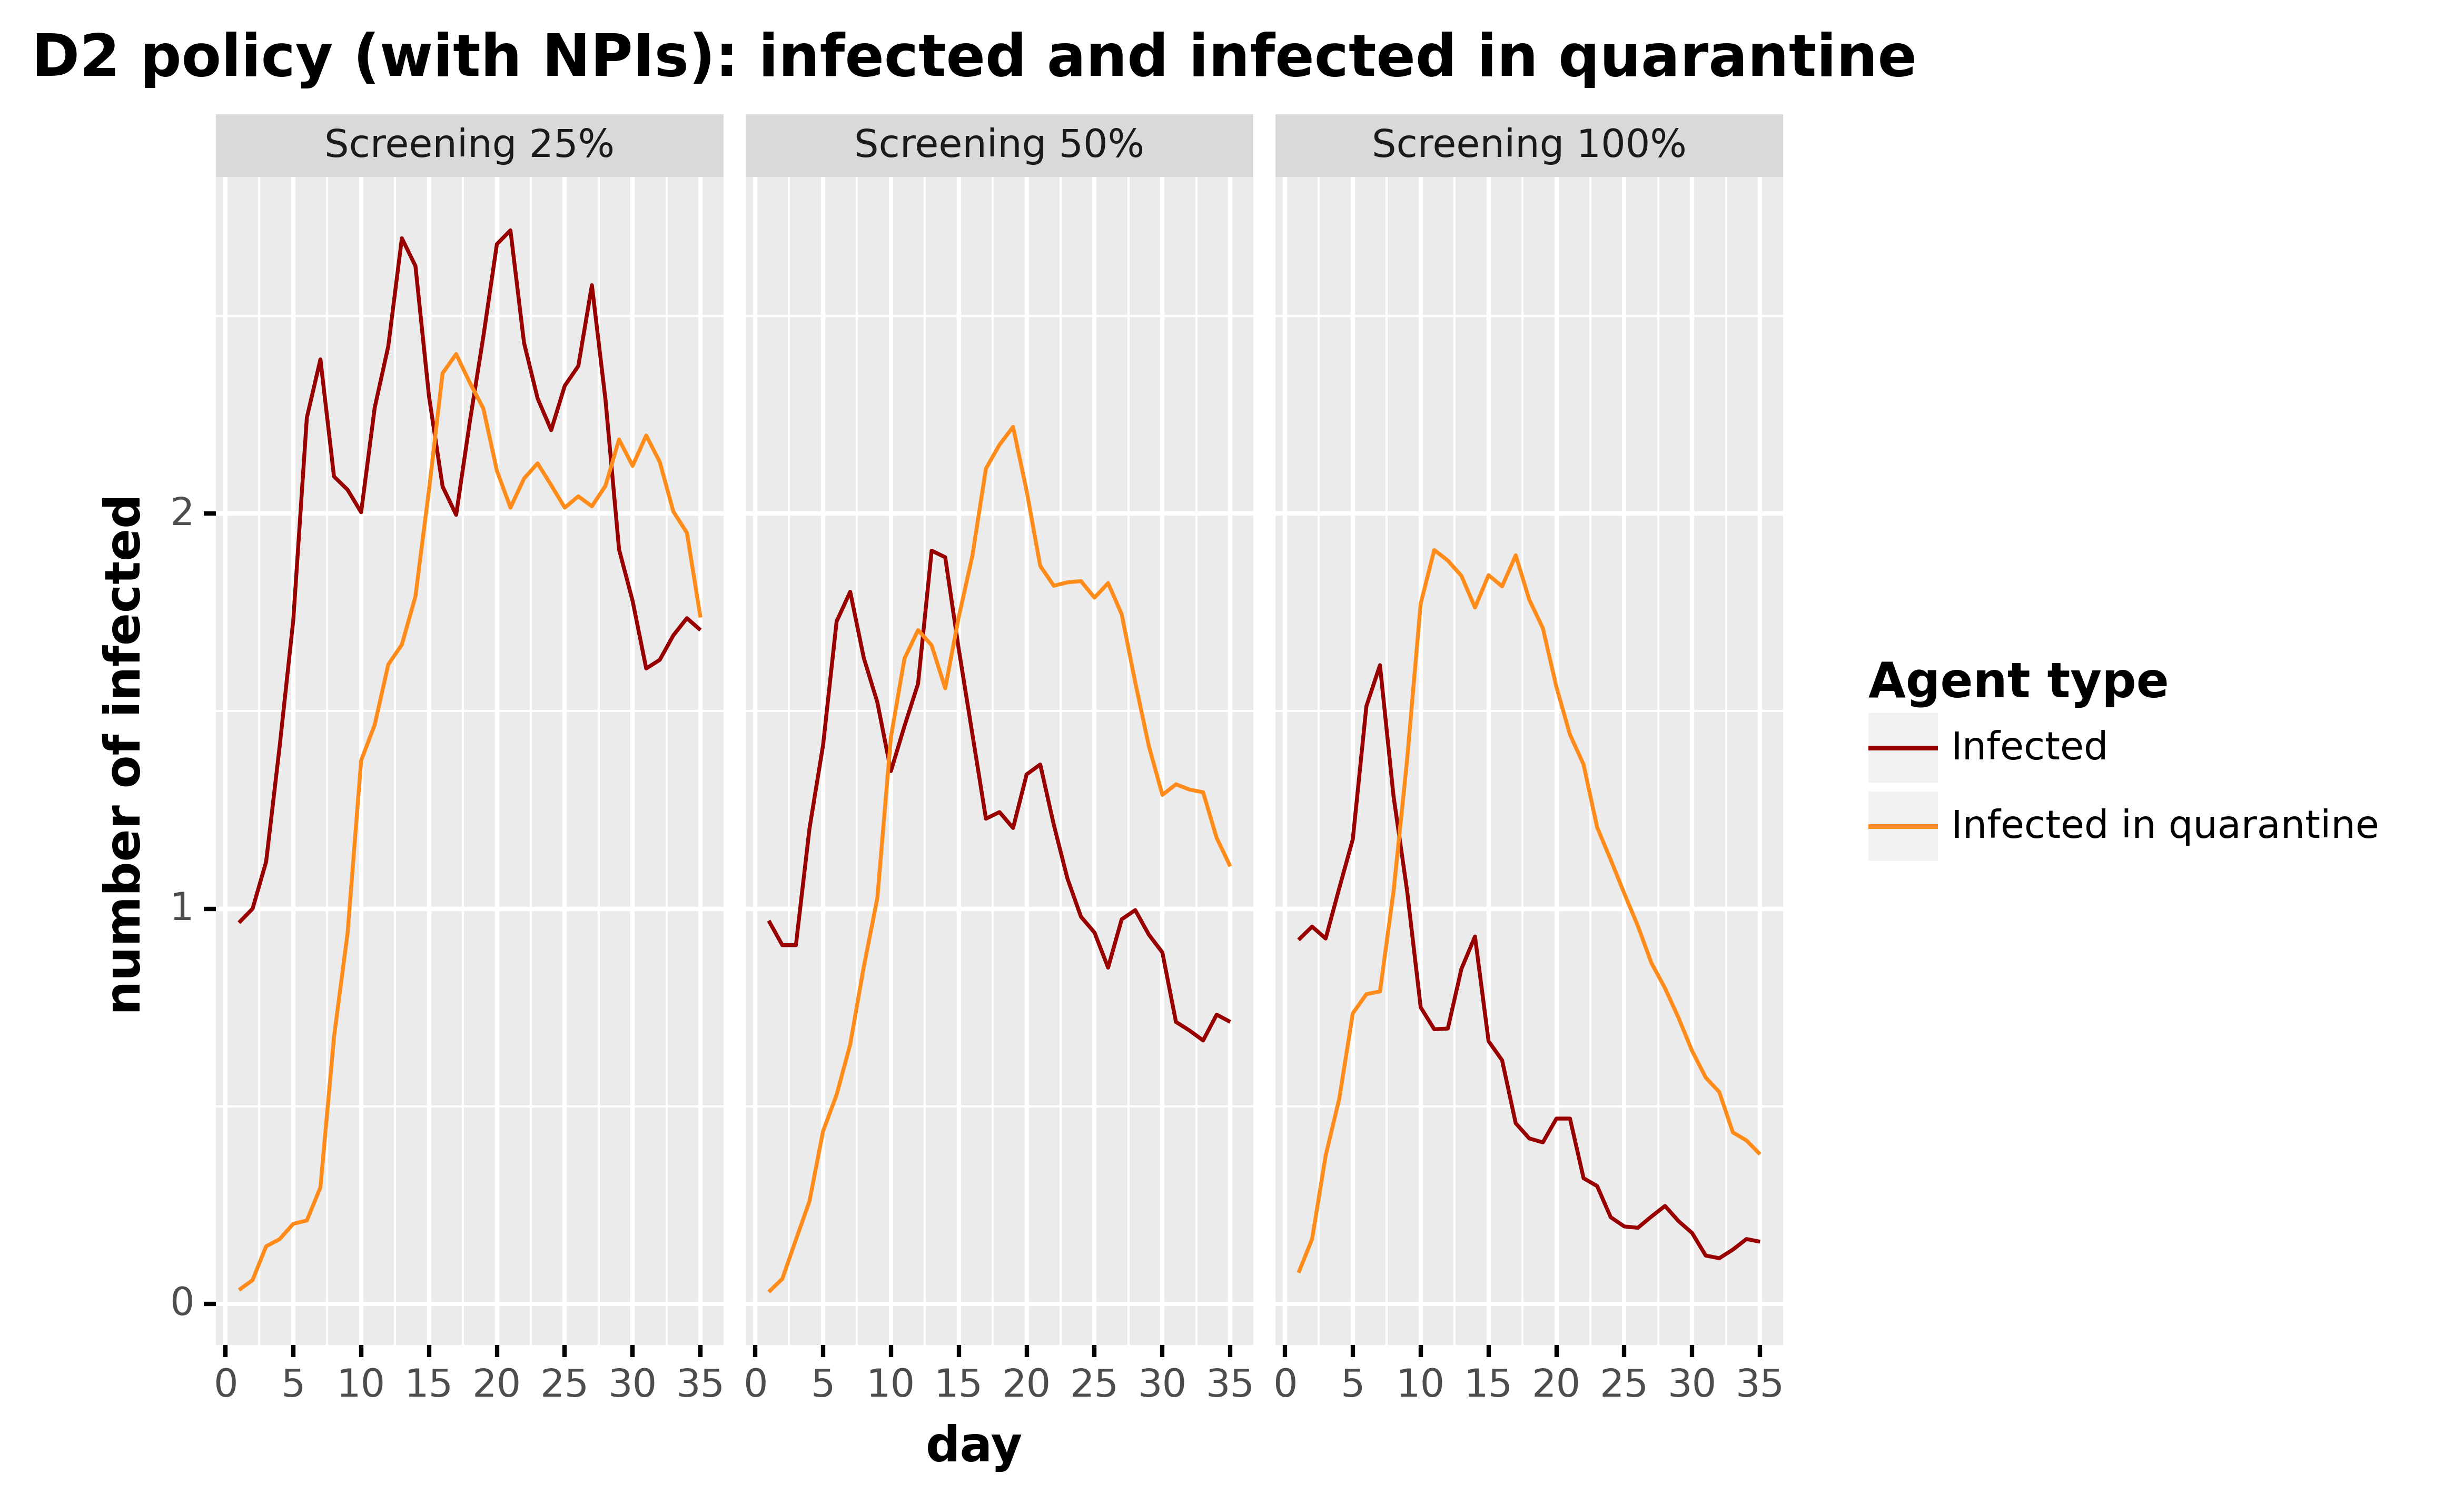 D2 policy (with NPIs): infected and infected in quarantine
Screening 25%
Screening 50%
Screening 100%
number of infected
2
1
0
0 5 10 15 20 25 30 35
0 5 10 15 20 25 30 35
0 5 10 15 20 25 30 35
day
Agent type
Infected
Infected in quarantine